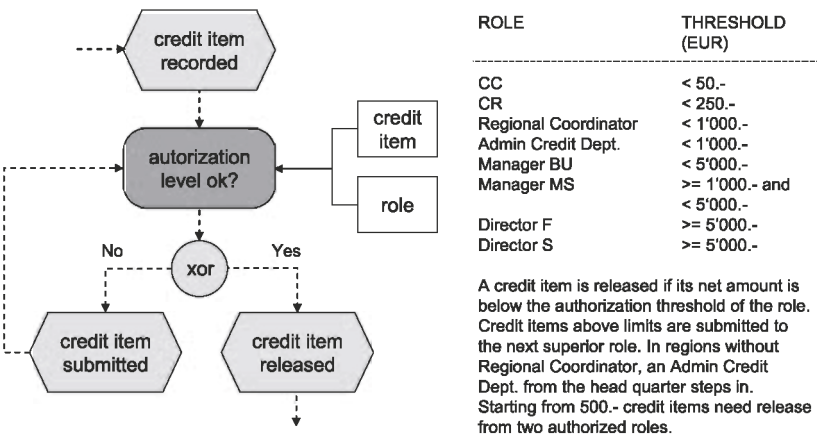 credit item
recorded
autorization
level ok?
credit
item
role
No
Yes
xor
credit item
submitted
credit item
released
ROLE THRESHOLD
(EUR)
CC < 50.-
CR < 250.-
Regional Coordinator < 1'000.-
Admin Credit Dept. < 1'000.-
Manager BU < 5'000.-
Manager MS >= 1'000.- and
< 5'000.-
Director F >= 5'000.-
Director S >= 5'000.-
A credit item is released if its net amount is
below the authorization threshold of the role.
Credit items above limits are submitted to
the next superior role. In regions without
Regional Coordinator, an Admin Credit
Dept. from the head quarter steps in.
Starting from 500.- credit items need release
from two authorized roles.